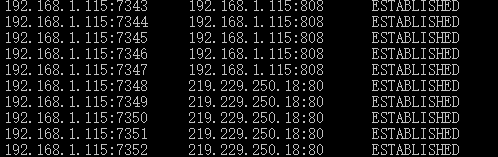 192.168.1.115:7343 192.168.1.115:808 ESTABLISHED
192.168.1.115:7344 192.168.1.115:808 ESTABLISHED
192.168.1.115:7345 192.168.1.115:808 ESTABLISHED
192.168.1.115:7346 192.168.1.115:808 ESTABLISHED
192.168.1.115:7347 192.168.1.115:808 ESTABLISHED
192.168.1.115:7348 219.229.250.18:80 ESTABLISHED
192.168.1.115:7349 219.229.250.18:80 ESTABLISHED
192.168.1.115:7350 219.229.250.18:80 ESTABLISHED
192.168.1.115:7351 219.229.250.18:80 ESTABLISHED
192.168.1.115:7352 219.229.250.18:80 ESTABLISHED